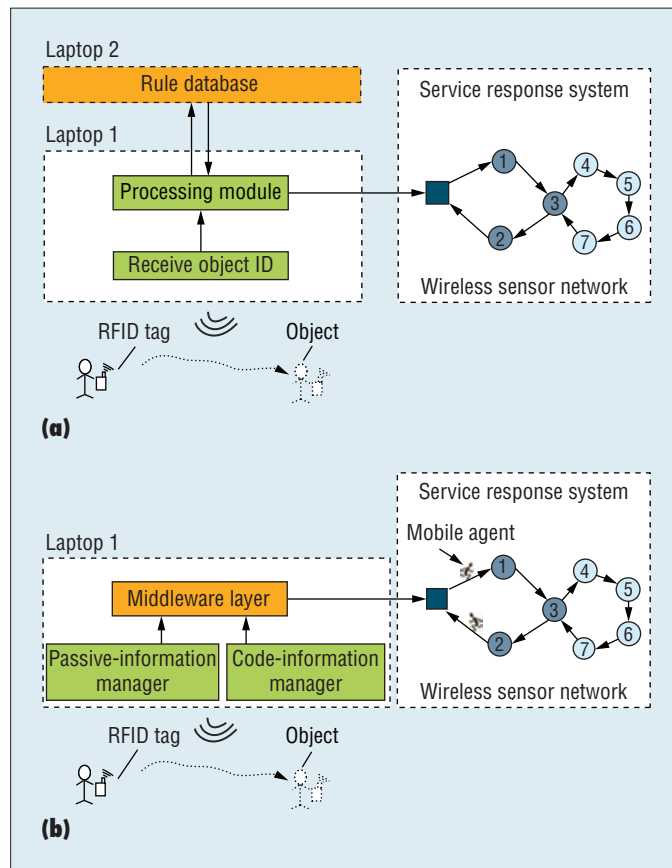 Laptop 2
Rule database
Laptop 1
Processing module
Receive object ID
Service response system
1
2
3
4
5
6
7
Wireless sensor network
RFID tag
Object
(a)
Service response system
Mobile agent
Laptop 1
Middleware layer
Passive-information
manager
Code-information
manager
1
2
3
4
5
6
7
Wireless sensor network
RFID tag
Object
(b)